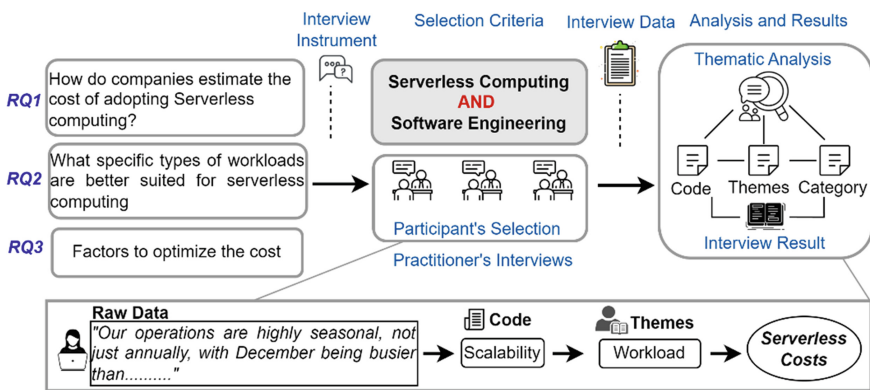 Interview
Instrument
Selection Criteria
Interview Data
Analysis and Results
RQ1
How do companies estimate the
cost of adopting Serverless
computing?
RQ2
What specific types of workloads
are better suited for serverless
computing
RQ3
Factors to optimize the cost
Serverless Computing
AND
Software Engineering
Participant's Selection
Practitioner's Interviews
Thematic Analysis
Code
Themes
Category
Interview Result
Raw Data
"Our operations are highly seasonal, not
just annually, with December being busier
than.........."
Code
Scalability
Themes
Workload
Serverless
Costs